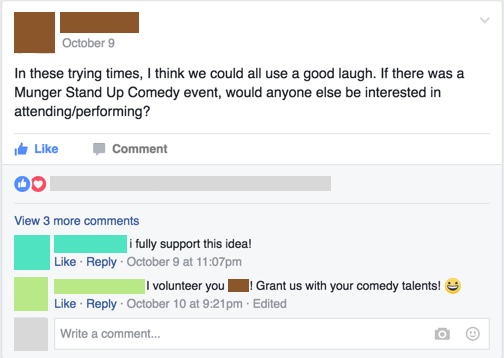 October 9
In these trying times, I think we could all use a good laugh. If there was a
Munger Stand Up Comedy event, would anyone else be interested in
attending/performing?
Like Comment
View 3 more comments
i fully support this idea!
Like · Reply · October 9 at 11:07pm
I volunteer you ! Grant us with your comedy talents! 😀
Like · Reply · October 10 at 9:21pm · Edited
Write a comment...